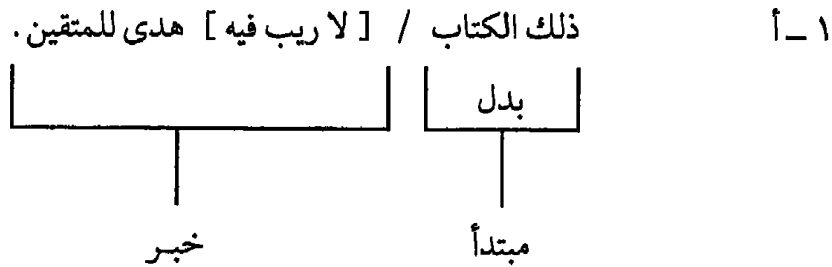 ١ – أ ذلك الكتاب / [ لا ريب فيه ] هدى للمتقين .
بدل
مبتدأ خبر